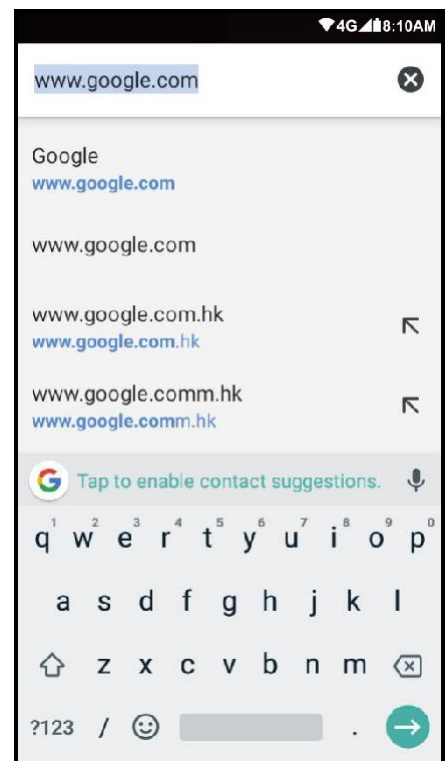 4G 8:10AM
www.google.com
Google
www.google.com
www.google.com
www.google.com.hk
www.google.com.hk
www.google.comm.hk
www.google.comm.hk
G Tap to enable contact suggestions.
1 2 3 4 5 6 7 8 9 0
q w e r t y u i o p
a s d f g h j k l
z x c v b n m
?123 / .